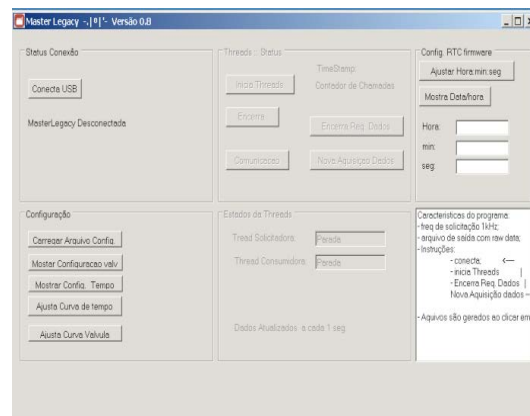 Master Legacy -.|º|'- Versão 0.8
Status Conexão
Conecta USB
MasterLegacy Desconectada
Threads :: Status
TimeStamp:
Inicia Threads
Contador de Chamadas
Encerra
Encerra Req. Dados
Comunicacao
Nova Aquisição Dados
Config. RTC firmware
Ajustar Hora:min:seg
Mostra Data/hora
Hora:
min:
seg:
Configuração
Carregar Arquivo Config.
Mostar Configuracao valv
Mostrar Config. Tempo
Ajusta Curva de tempo
Ajusta Curva Valvula
Estados da Threads
Tread Solicitadora: Parada
Thread Consumidora: Parada
Dados Atualizados a cada 1 seg.
Caracteristicas do programa:
- freq de solicitação 1kHz;
- arquivo de saída com raw data;
- Instruções:
- conecta; <---
- inicia Threads |
- Encerra Req. Dados |
Nova Aquisição dados --
- Aquivos são gerados ao clicar em